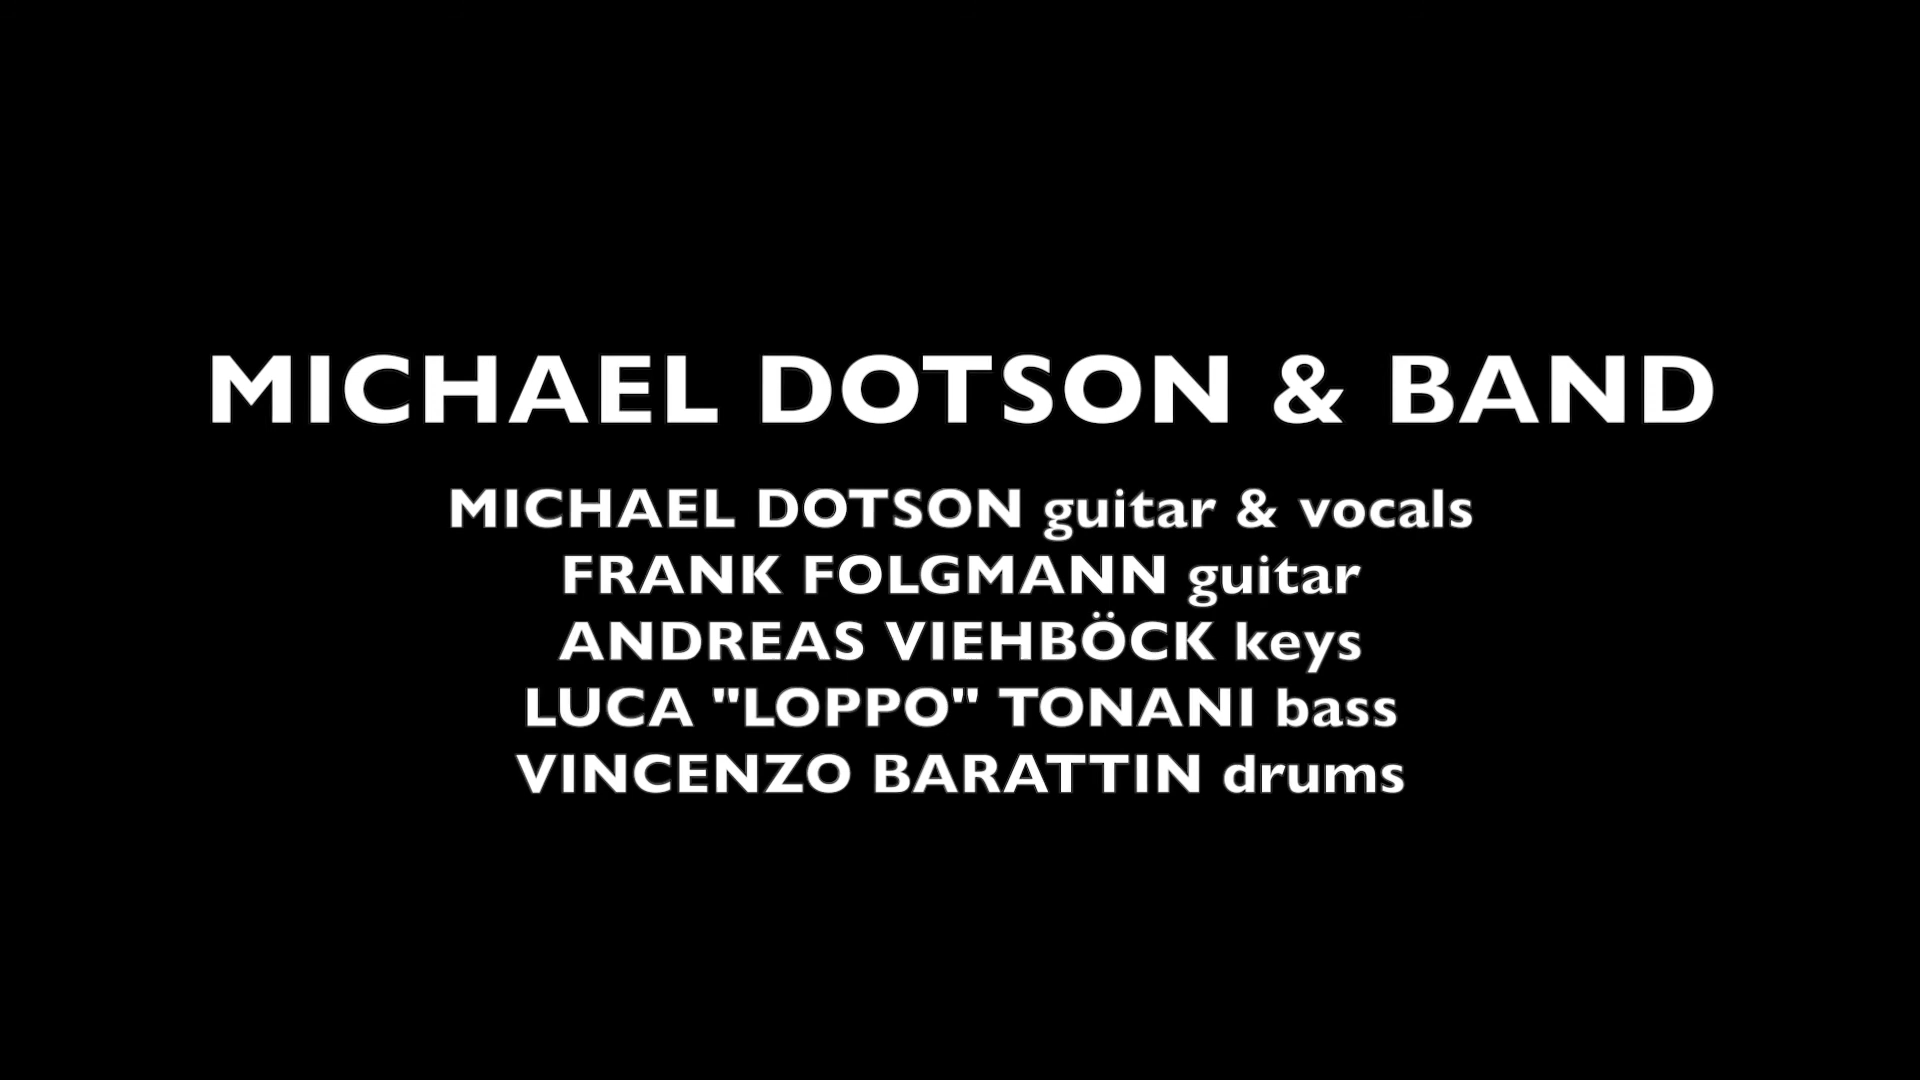 MICHAEL DOTSON & BAND
MICHAEL DOTSON guitar & vocals
FRANK FOLGMANN guitar
ANDREAS VIEHBÖCK keys
LUCA "LOPPO" TONANI bass
VINCENZO BARATTIN drums